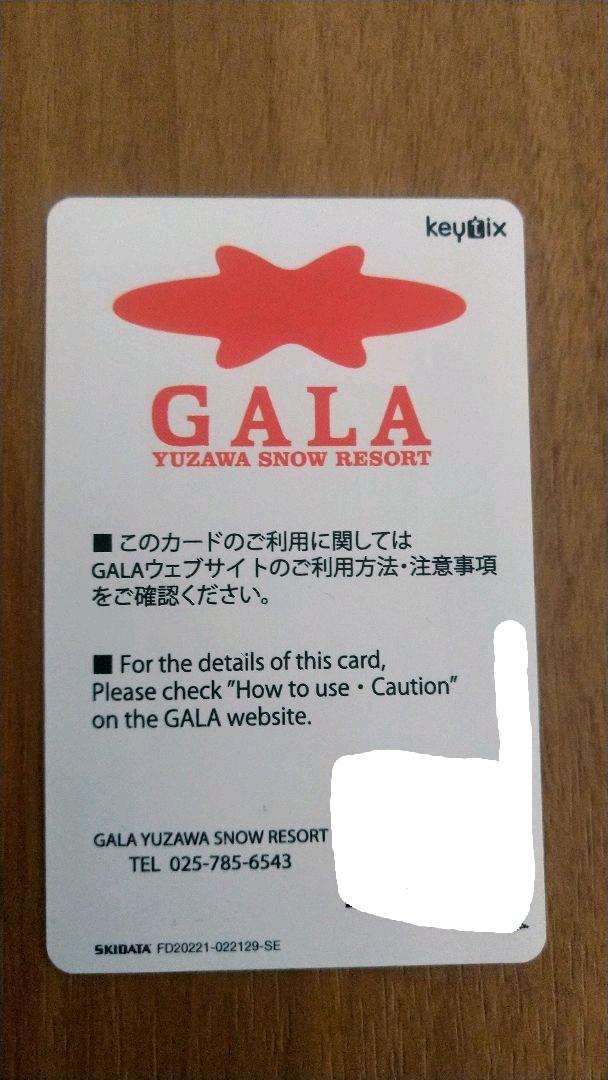 keytix
GALA
YUZAWA SNOW RESORT
■ このカードのご利用に関しては
GALAウェブサイトのご利用方法・注意事項
をご確認ください。
■ For the details of this card,
Please check "How to use・Caution"
on the GALA website.
GALA YUZAWA SNOW RESORT
TEL 025-785-6543
SKIDATA FD20221-022129-SE